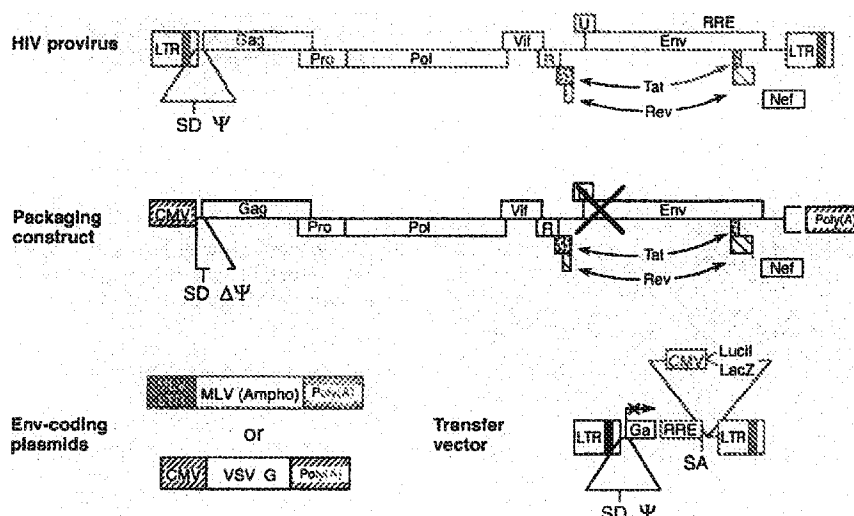 HIV provirus
LTR
Gag
Pro
Pol
Vif
R
U
Env
RRE
Tat
Rev
Nef
LTR
SD Ψ
Packaging
construct
CMV
Gag
Pro
Pol
Vif
R
Env
Tat
Rev
Nef
Poly(A)
SD ΔΨ
Env-coding
plasmids
MLV (Ampho)
Poly(A)
or
CMV
VSV G
Poly(A)
Transfer
vector
CMV
Lucif
LacZ
LTR
Ga
RRE
LTR
SA
SD Ψ